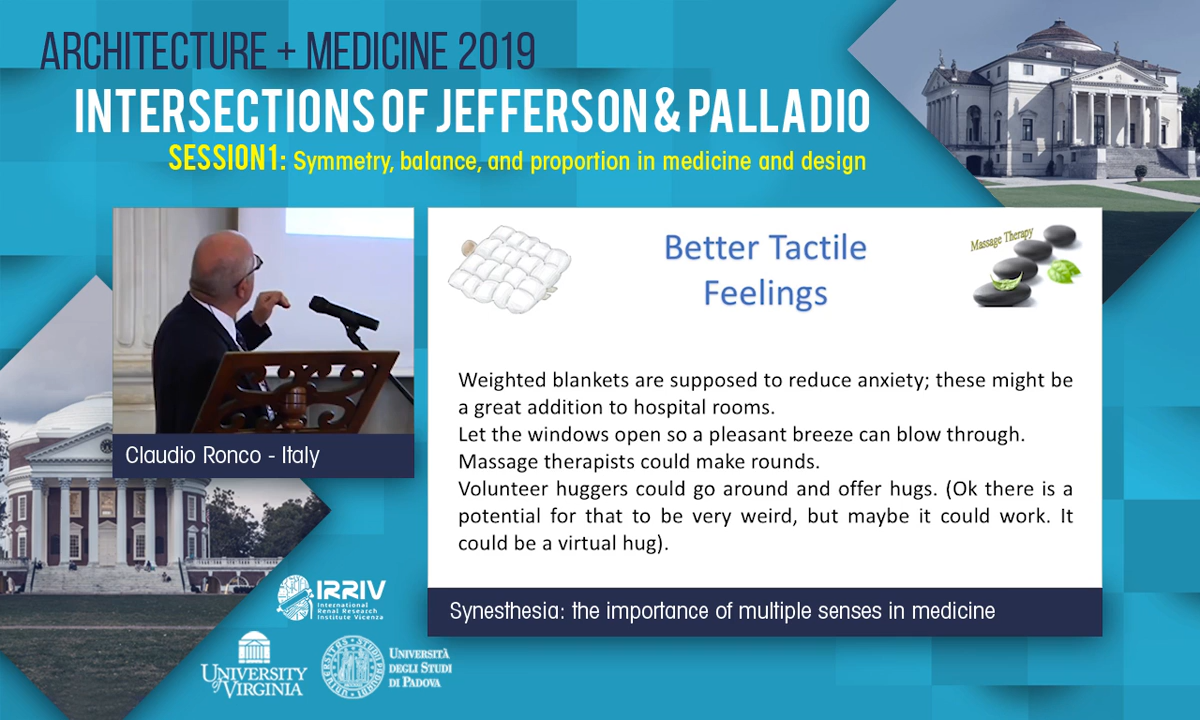 ARCHITECTURE + MEDICINE 2019
INTERSECTIONS OF JEFFERSON & PALLADIO
SESSION1: Symmetry, balance, and proportion in medicine and design
Claudio Ronco - Italy
Better Tactile
Feelings
Massage Therapy
Weighted blankets are supposed to reduce anxiety; these might be
a great addition to hospital rooms.
Let the windows open so a pleasant breeze can blow through.
Massage therapists could make rounds.
Volunteer huggers could go around and offer hugs. (Ok there is a
potential for that to be very weird, but maybe it could work. It
could be a virtual hug).
Synesthesia: the importance of multiple senses in medicine
IRRIV
International
Renal Research
Institute Vicenza
UNIVERSITY
of VIRGINIA
UNIVERSITÀ
DEGLI STUDI
DI PADOVA